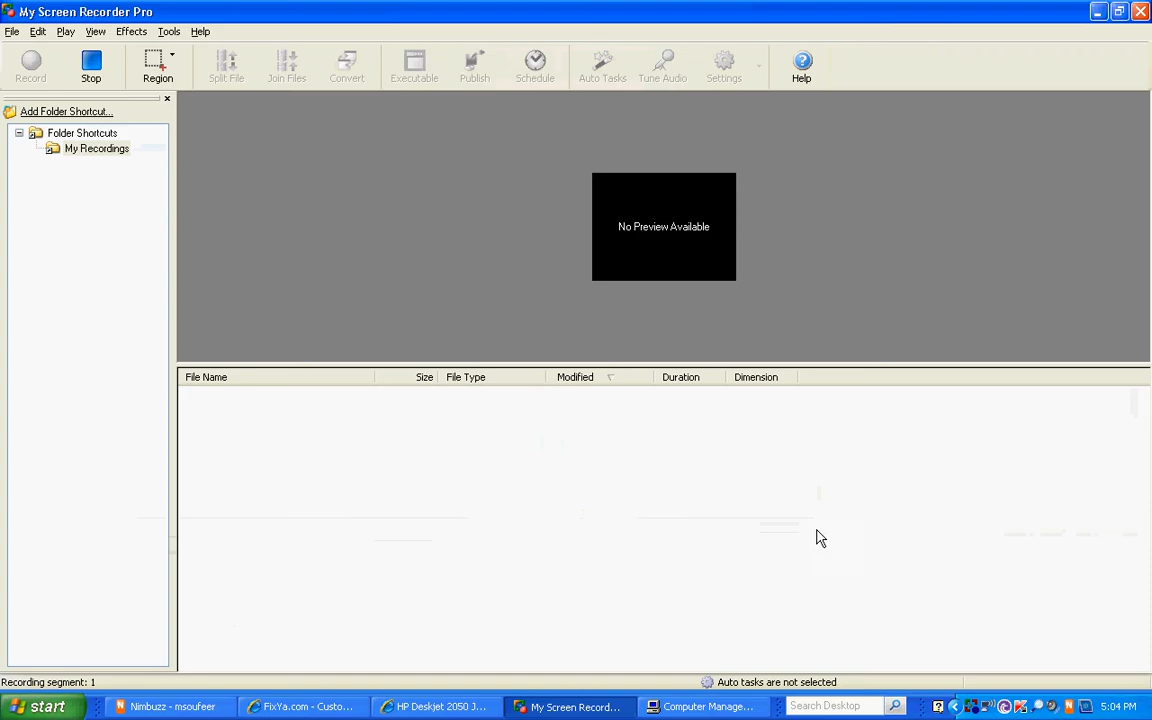 My Screen Recorder Pro
File Edit Play View Effects Tools Help
Record Stop Region Split File Join Files Convert Executable Publish Schedule Auto Tasks Tune Audio Settings Help
Add Folder Shortcut...
Folder Shortcuts
My Recordings
No Preview Available
File Name Size File Type Modified Duration Dimension
Recording segment: 1 Auto tasks are not selected
start Nimbuzz - msoufeer FixYa.com - Custo... HP Deskjet 2050 J... My Screen Record... Computer Manage... Search Desktop 5:04 PM